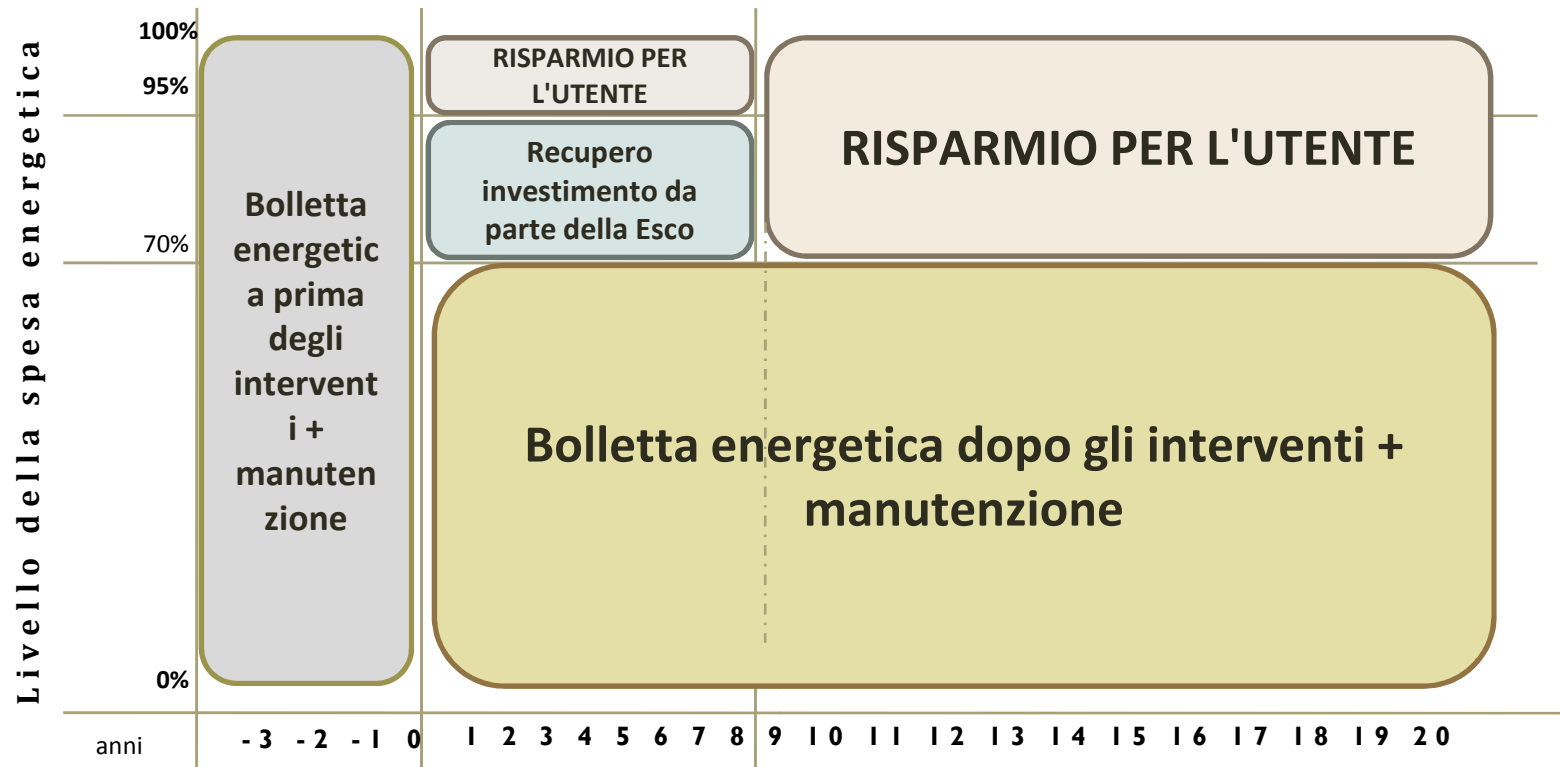 Livello della spesa energetica
100%
95%
70%
0%
Bolletta
energetic
a prima
degli
intervent
i +
manuten
zione
RISPARMIO PER
L'UTENTE
Recupero
investimento da
parte della Esco
RISPARMIO PER L'UTENTE
Bolletta energetica dopo gli interventi +
manutenzione
anni -3 -2 -1 0 1 2 3 4 5 6 7 8 9 10 11 12 13 14 15 16 17 18 19 20